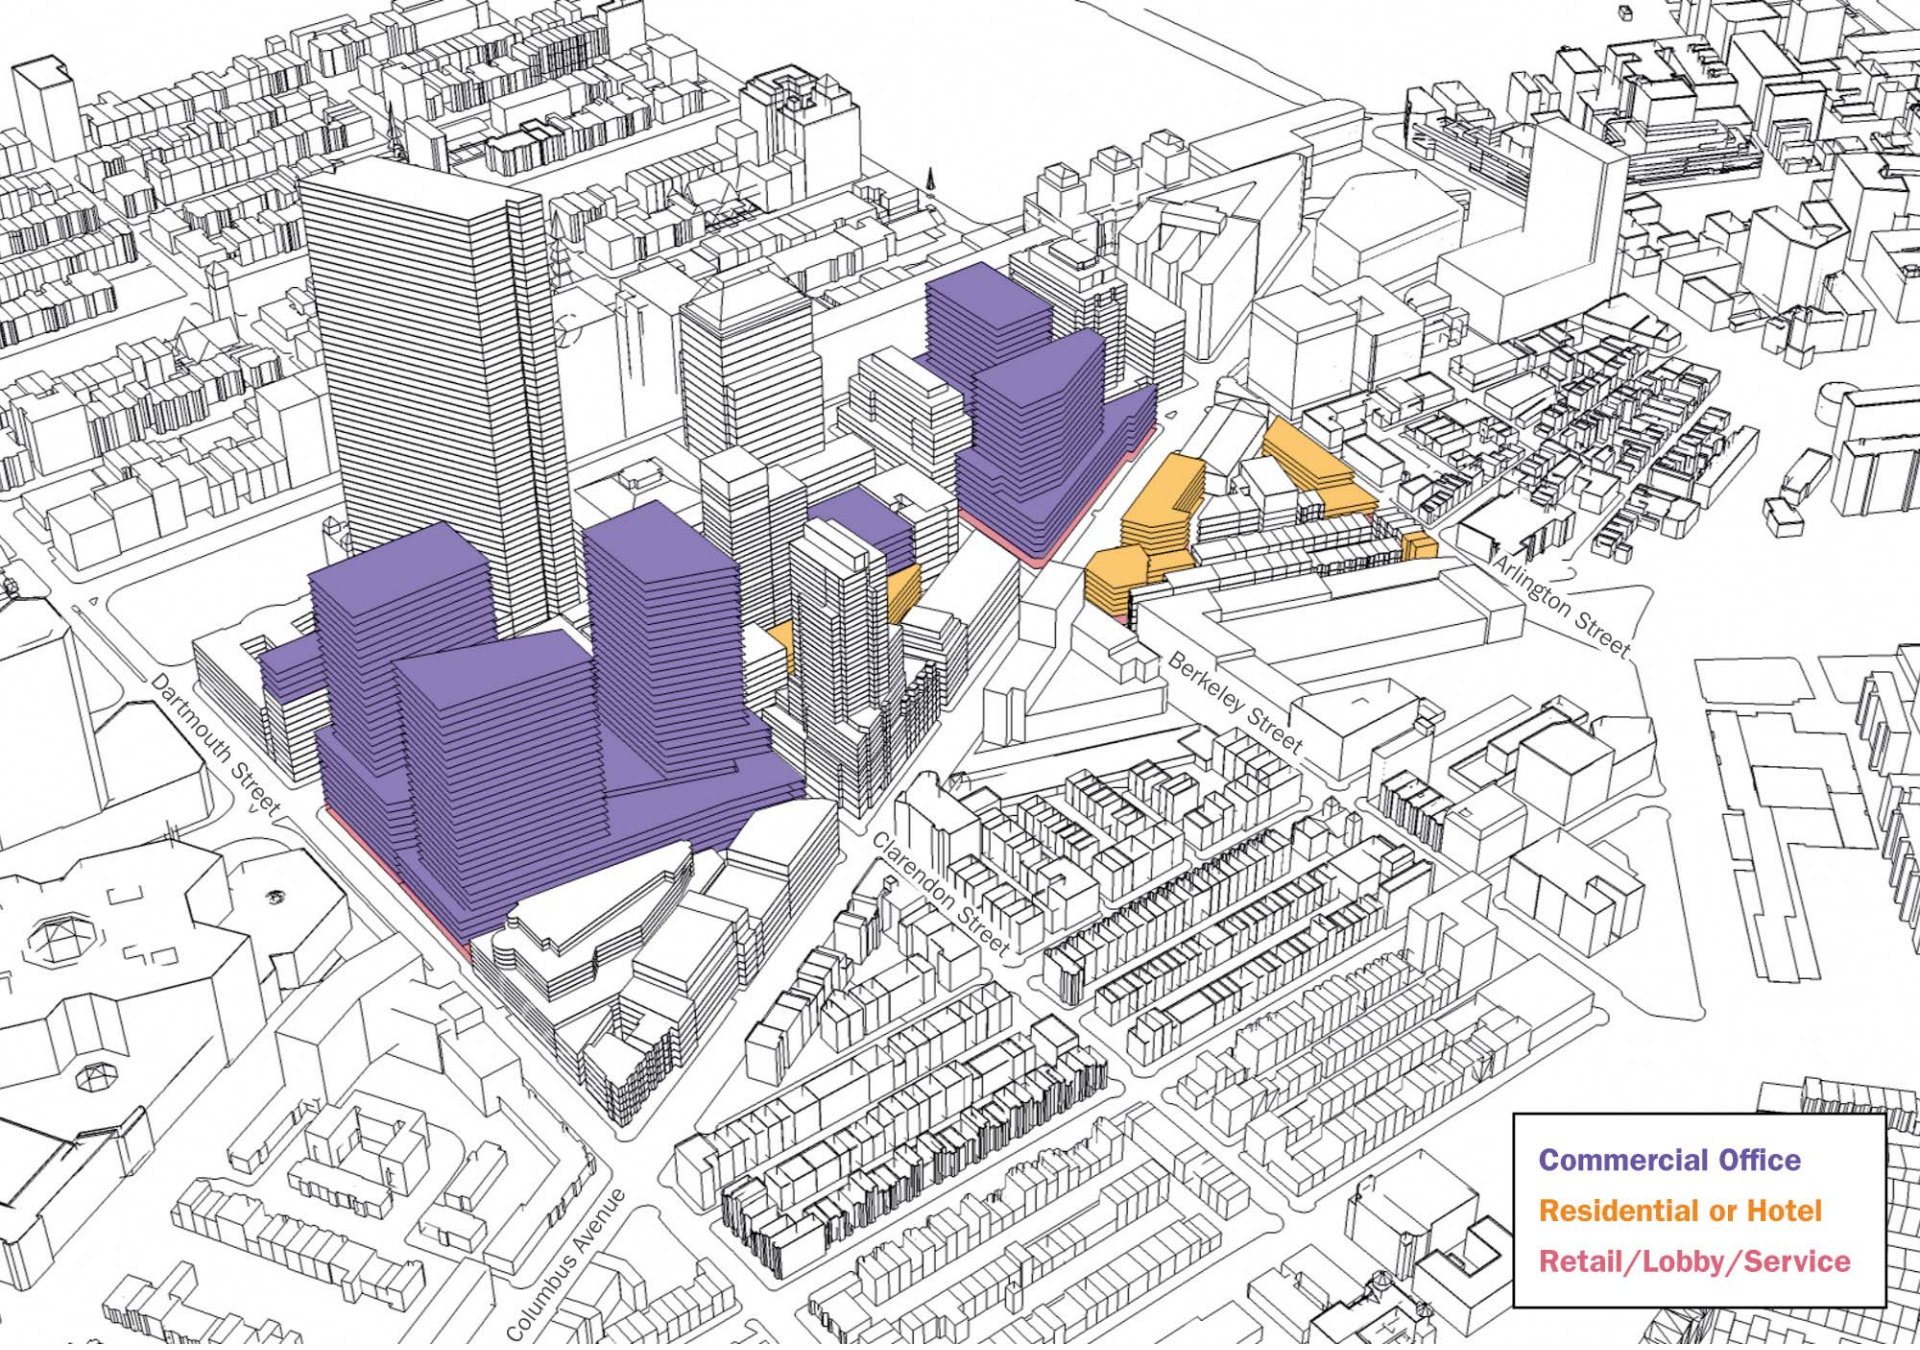 Arlington Street
Berkeley Street
Dartmouth Street
Clarendon Street
Columbus Avenue
Commercial Office
Residential or Hotel
Retail/Lobby/Service